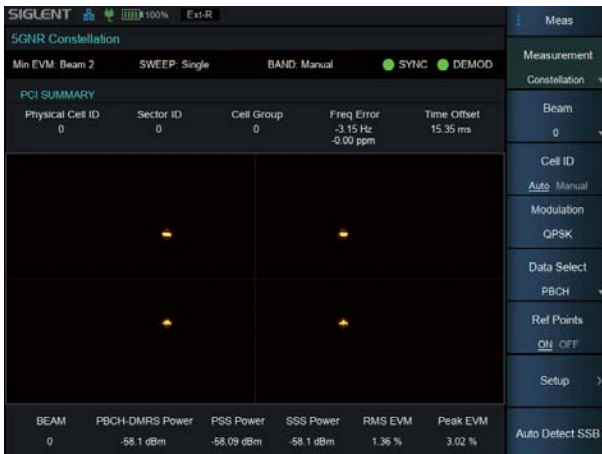 SIGLENT 100% Ext-R
5GNR Constellation
Min EVM: Beam 2 SWEEP: Single BAND: Manual SYNC DEMOD
PCI SUMMARY
Physical Cell ID Sector ID Cell Group Freq Error Time Offset
0 0 0 -3.15 Hz 15.35 ms
-0.00 ppm
BEAM PBCH-DMRS Power PSS Power SSS Power RMS EVM Peak EVM
0 -58.1 dBm -58.09 dBm -58.1 dBm 1.36 % 3.02 %
Meas
Measurement
Constellation
Beam
0
Cell ID
Auto Manual
Modulation
QPSK
Data Select
PBCH
Ref Points
ON OFF
Setup
Auto Detect SSB